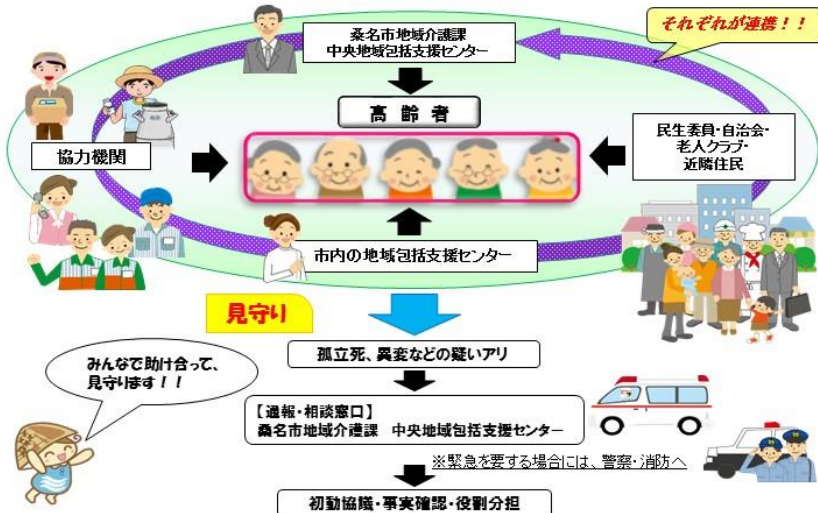 それぞれが連携！！
桑名市地域介護課
中央地域包括支援センター
高齢者
協力機関
民生委員・自治会・
老人クラブ・
近隣住民
市内の地域包括支援センター
見守り
孤立死、異変などの疑いアリ
みんなで助け合って、
見守ります！！
【通報・相談窓口】
桑名市地域介護課　中央地域包括支援センター
※緊急を要する場合には、警察・消防へ
初動協議・事実確認・役割分担